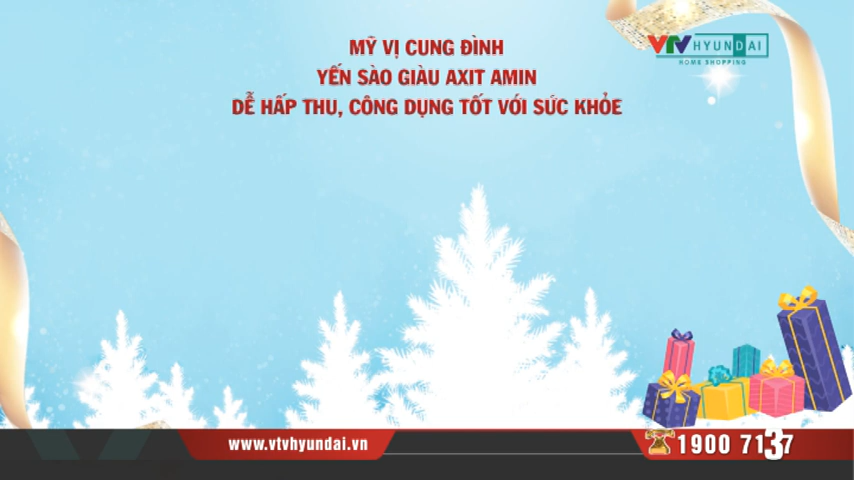 MỸ VỊ CUNG ĐÌNH
YẾN SÀO GIÀU AXIT AMIN
DỄ HẤP THU, CÔNG DỤNG TỐT VỚI SỨC KHỎE
VTV HYUNDAI
HOME SHOPPING
www.vtvhyundai.vn
1900 7137